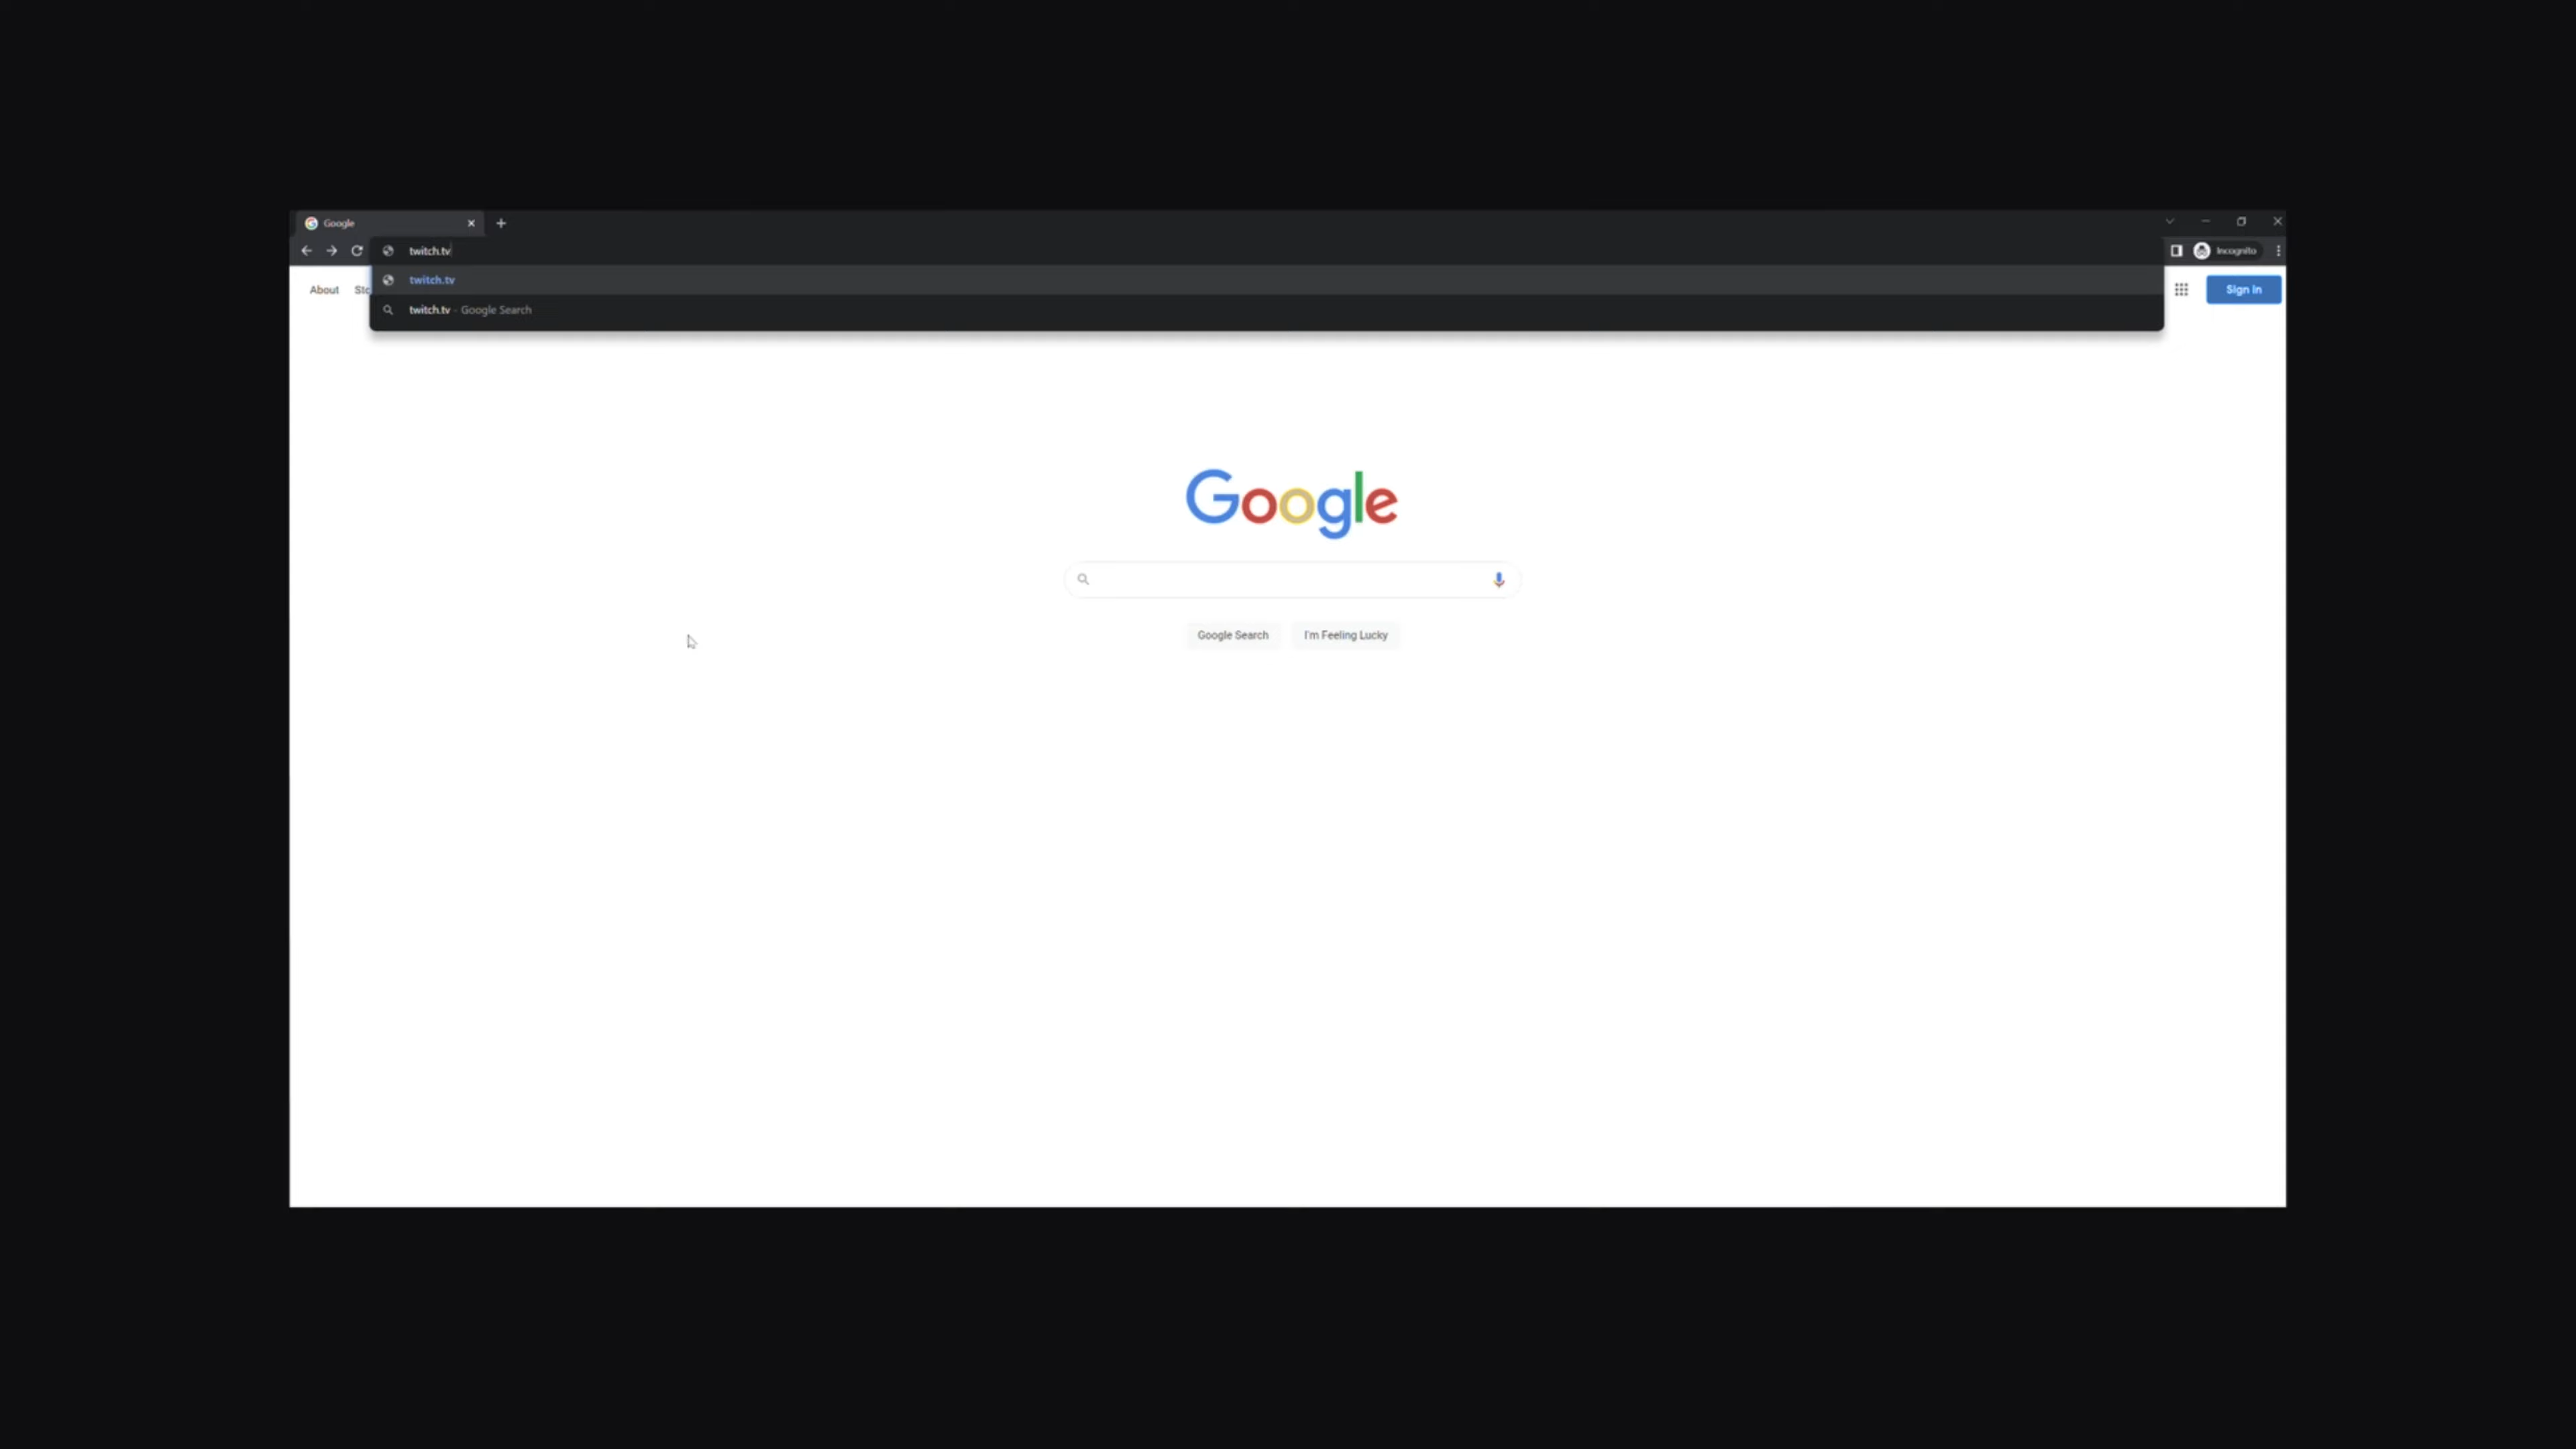 Google
twitch.tv
Incognito
twitch.tv
twitch.tv - Google Search
About
Sign in
Google
Google Search
I'm Feeling Lucky